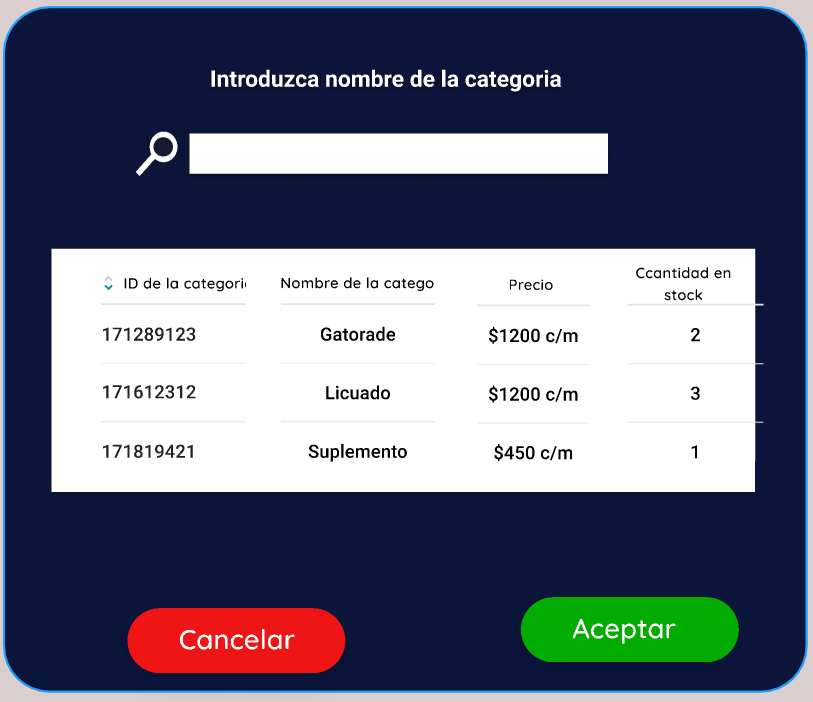 Introduzca nombre de la categoria
ID de la categori Nombre de la catego Precio Ccantidad en
stock
171289123 Gatorade $1200 c/m 2
171612312 Licuado $1200 c/m 3
171819421 Suplemento $450 c/m 1
Cancelar Aceptar